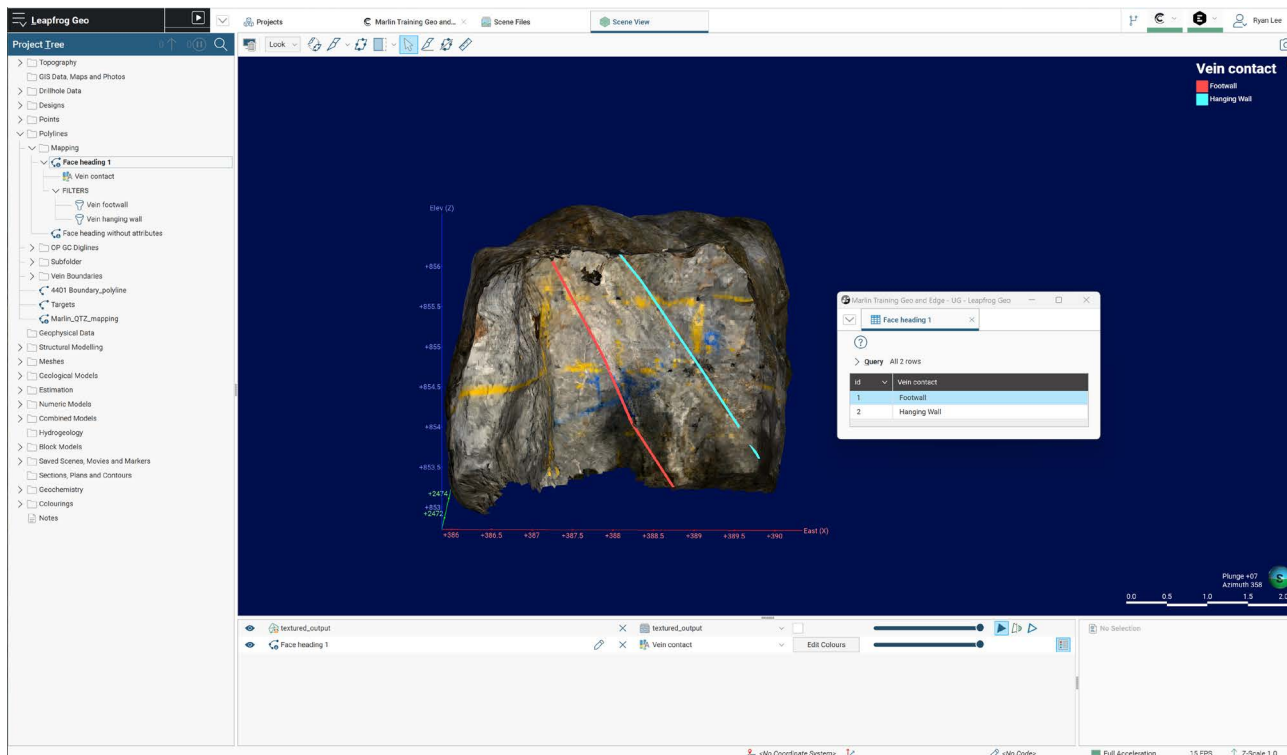 Leapfrog Geo
Projects
Marlin Training Geo and...
Scene Files
Scene View
Ryan Lee
Project Tree
0
0
Look
Topography
GIS Data, Maps and Photos
Drillhole Data
Designs
Points
Polylines
Mapping
Face heading 1
Vein contact
FILTERS
Vein footwall
Vein hanging wall
Face heading without attributes
OP GC Diglines
Subfolder
Vein Boundaries
4401 Boundary_polyline
Targets
Marlin_QTZ_mapping
Geophysical Data
Structural Modelling
Meshes
Geological Models
Estimation
Numeric Models
Combined Models
Hydrogeology
Block Models
Saved Scenes, Movies and Markers
Sections, Plans and Contours
Geochemistry
Colourings
Notes
Vein contact
Footwall
Hanging Wall
Elev (Z)
+856
+855.5
+855
+854.5
+854
+853.5
+2474
+853
+2472
+386
+386.5
+387
+387.5
+388
+388.5
+389
+389.5
+390
East (X)
Marlin Training Geo and Edge - UG - Leapfrog Geo
Face heading 1
Query All 2 rows
id Vein contact
1 Footwall
2 Hanging Wall
Plunge +07
Azimuth 358
S
0.0 0.5 1.0 1.5 2.0
textured_output
textured_output
No Selection
Face heading 1
Vein contact
Edit Colours
<No Coordinate System>
<No Code>
Full Acceleration
15 FPS
Z-Scale 1.0